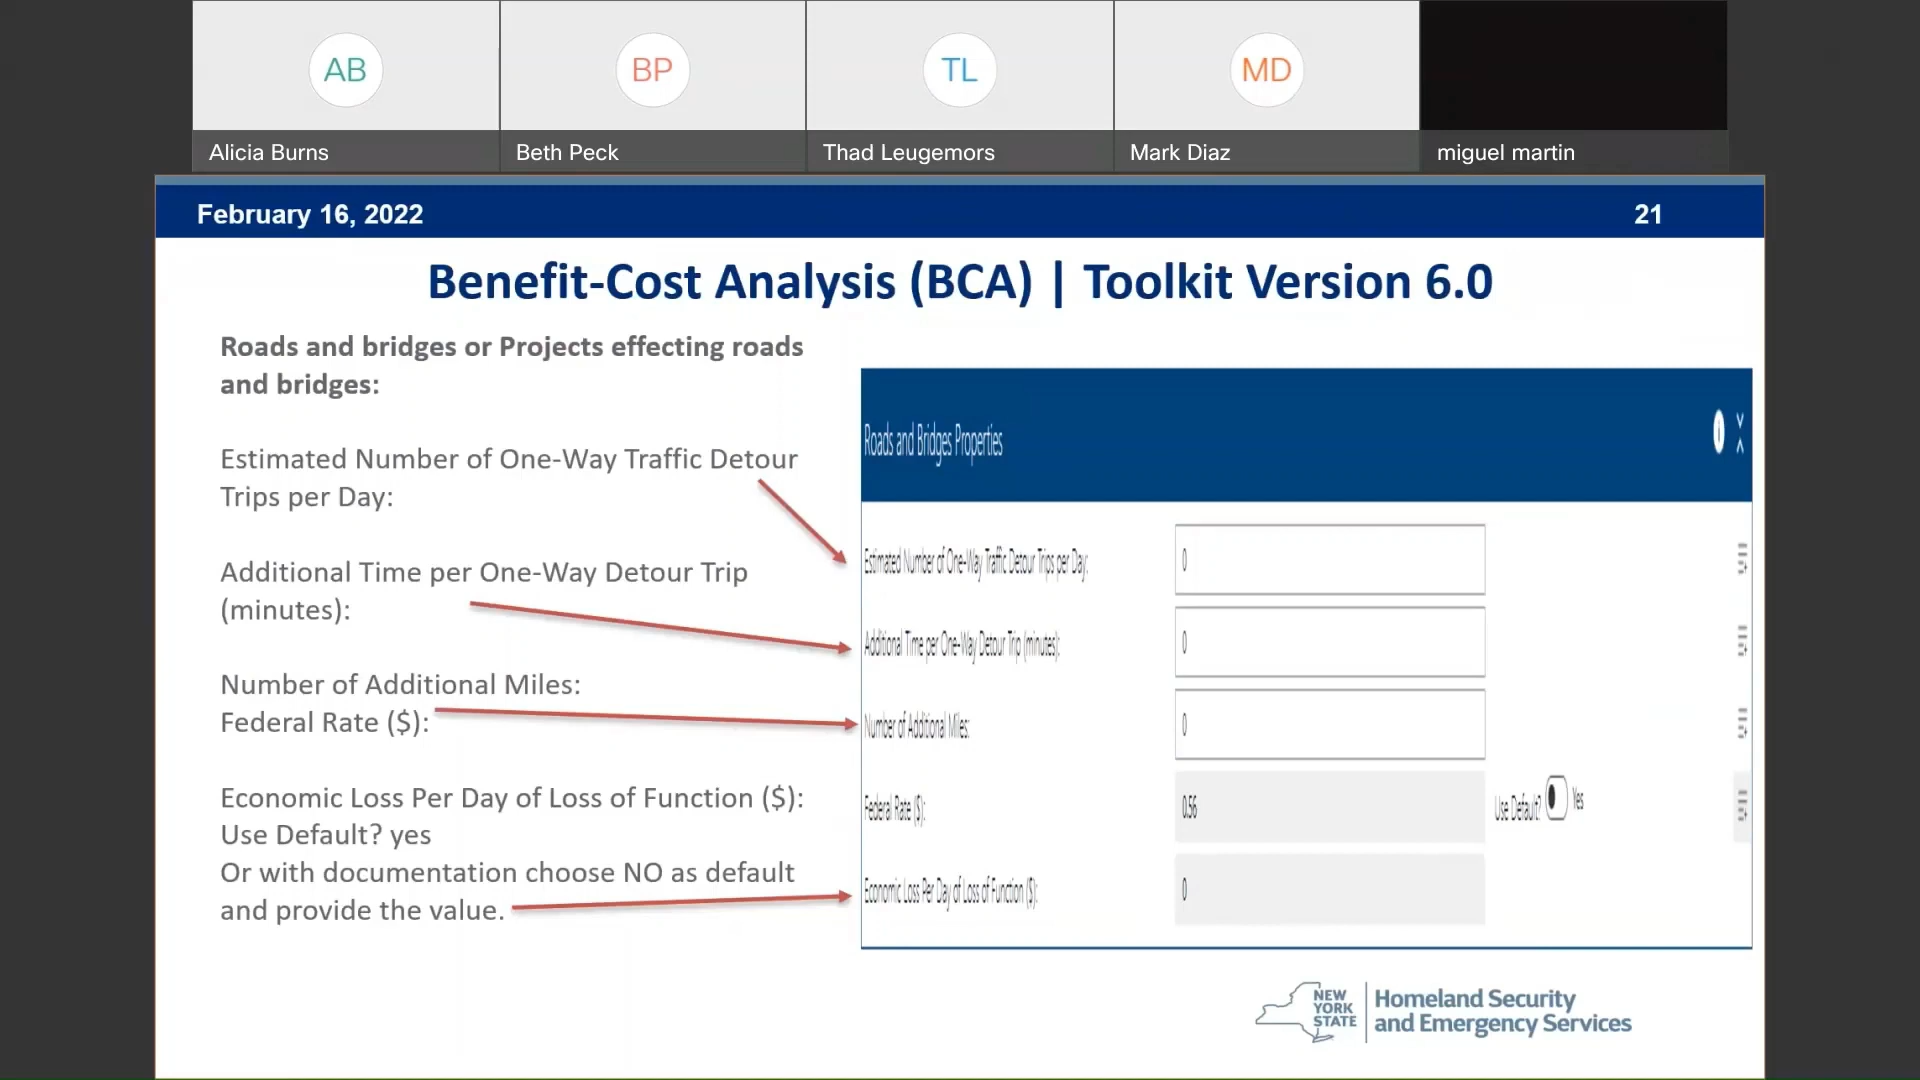 AB
BP
TL
MD
Alicia Burns
Beth Peck
Thad Leugemors
Mark Diaz
miguel martin
February 16, 2022
21
Benefit-Cost Analysis (BCA) | Toolkit Version 6.0
Roads and bridges or Projects effecting roads
and bridges:
Estimated Number of One-Way Traffic Detour
Trips per Day:
Additional Time per One-Way Detour Trip
(minutes):
Number of Additional Miles:
Federal Rate ($):
Economic Loss Per Day of Loss of Function ($):
Use Default? yes
Or with documentation choose NO as default
and provide the value.
Roads and Bridges Properties
Estimated Number of One-Way Traffic Detour Trips per Day:
0
Additional Time per One-Way Detour Trip (minutes):
0
Number of Additional Miles:
0
Federal Rate ($):
0.56
Use Default?
Yes
Economic Loss Per Day of Loss of Function ($):
0
NEW
YORK
STATE
Homeland Security
and Emergency Services